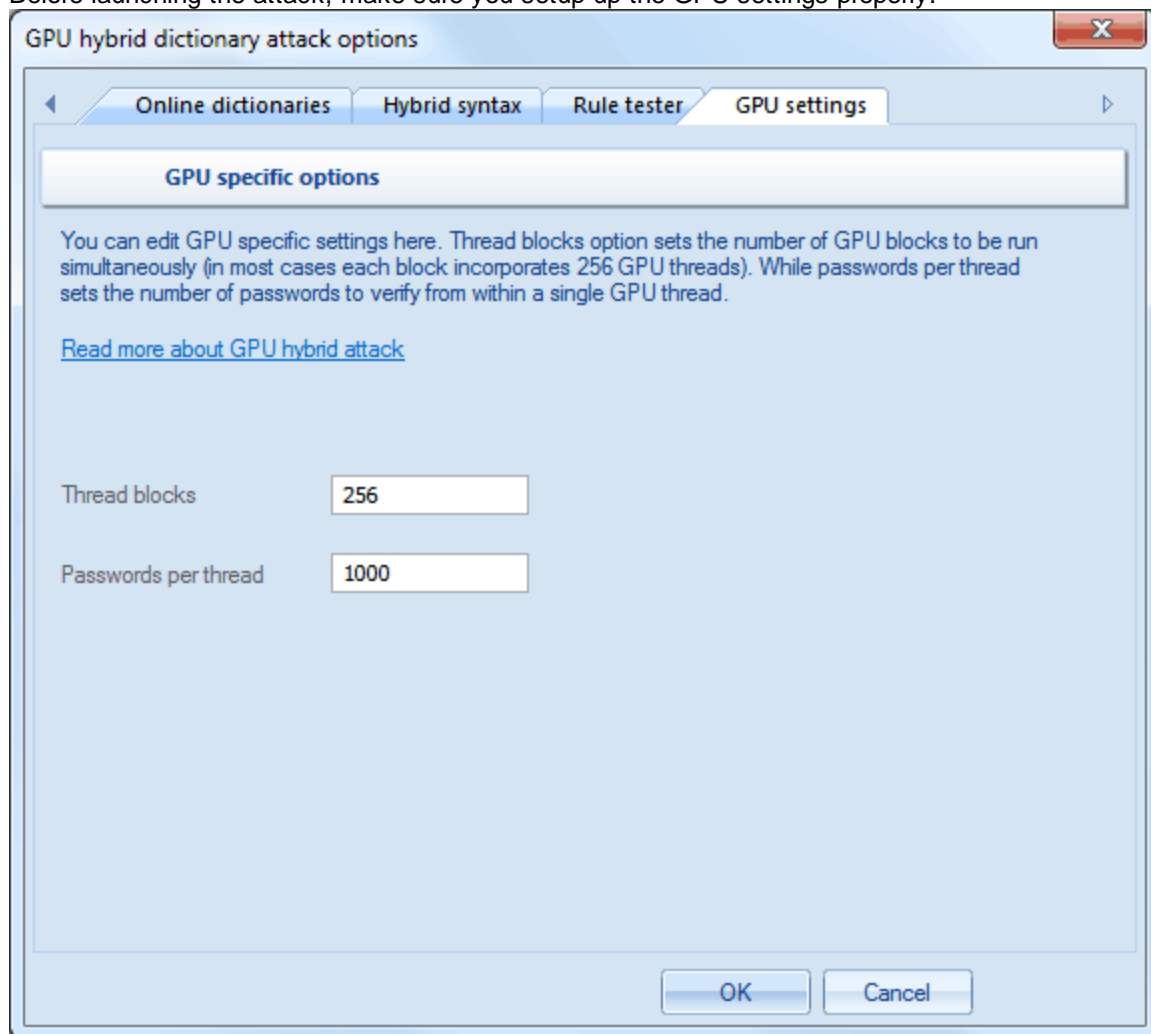 Before launching the attack, make sure you setup up the GPU settings properly.
GPU hybrid dictionary attack options
Online dictionaries Hybrid syntax Rule tester GPU settings
GPU specific options
You can edit GPU specific settings here. Thread blocks option sets the number of GPU blocks to be run
simultaneously (in most cases each block incorporates 256 GPU threads). While passwords per thread
sets the number of passwords to verify from within a single GPU thread.
Read more about GPU hybrid attack
Thread blocks 256
Passwords per thread 1000
OK Cancel